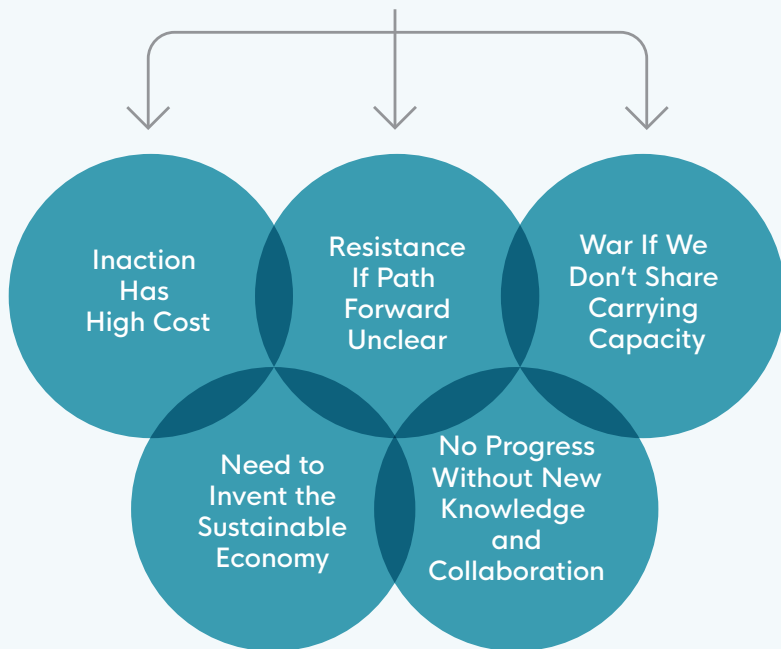 Inaction
Has
High Cost
Resistance
If Path
Forward
Unclear
War If We
Don't Share
Carrying
Capacity
Need to
Invent the
Sustainable
Economy
No Progress
Without New
Knowledge
and
Collaboration